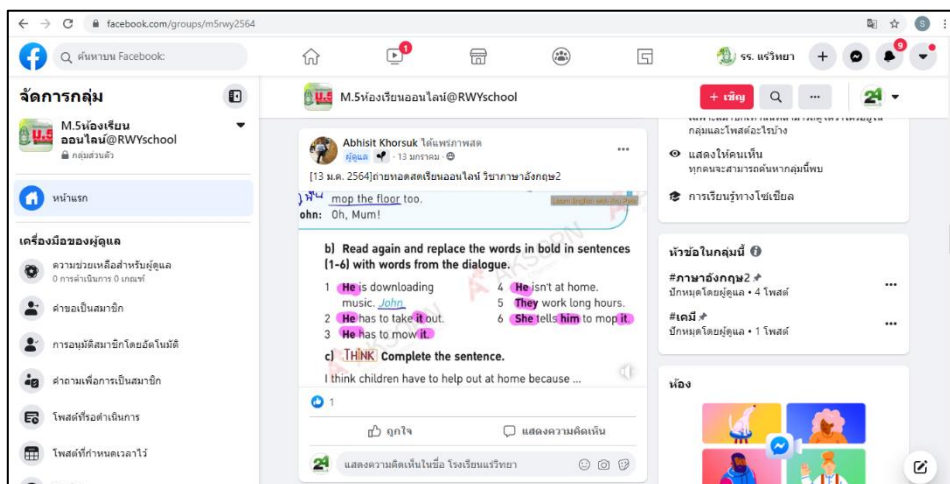 facebook.com/groups/m5rwy2564
ค้นหาบน Facebook:
1
รร. แร่วิทยา
9
จัดการกลุ่ม
M.5ห้องเรียน
ออนไลน์@RWYschool
กลุ่มส่วนตัว
หน้าแรก
เครื่องมือของผู้ดูแล
ความช่วยเหลือสำหรับผู้ดูแล
0 การดำเนินการ 0 เกณฑ์
คำขอเป็นสมาชิก
การอนุมัติสมาชิกโดยอัตโนมัติ
คำถามเพื่อการเป็นสมาชิก
โพสต์ที่รอดำเนินการ
โพสต์ที่กำหนดเวลาไว้
ม.5
M.5ห้องเรียนออนไลน์@RWYschool
+ เชิญ
Abhisit Khorsuk ได้แพร่ภาพสด
ผู้ดูแล · 13 มกราคม ·
[13 ม.ค. 2564]ถ่ายทอดสดเรียนออนไลน์ วิชาภาษาอังกฤษ2
mop the floor too.
ohn: Oh, Mum!
b) Read again and replace the words in bold in sentences
(1-6) with words from the dialogue.
1 He is downloading
music. John
2 He has to take it out.
3 He has to mow it.
4 He isn't at home.
5 They work long hours.
6 She tells him to mop it.
c) THINK Complete the sentence.
I think children have to help out at home because ...
AKSORN
1
ถูกใจ
แสดงความคิดเห็น
แสดงความคิดเห็นในชื่อ โรงเรียนแร่วิทยา
กลุ่มและโพสต์อะไรบ้าง
แสดงให้คนเห็น
ทุกคนจะสามารถค้นหากลุ่มนี้พบ
การเรียนรู้ทางโซเชียล
หัวข้อในกลุ่มนี้
#ภาษาอังกฤษ2
ปักหมุดโดยผู้ดูแล • 4 โพสต์
#เคมี
ปักหมุดโดยผู้ดูแล • 1 โพสต์
ห้อง